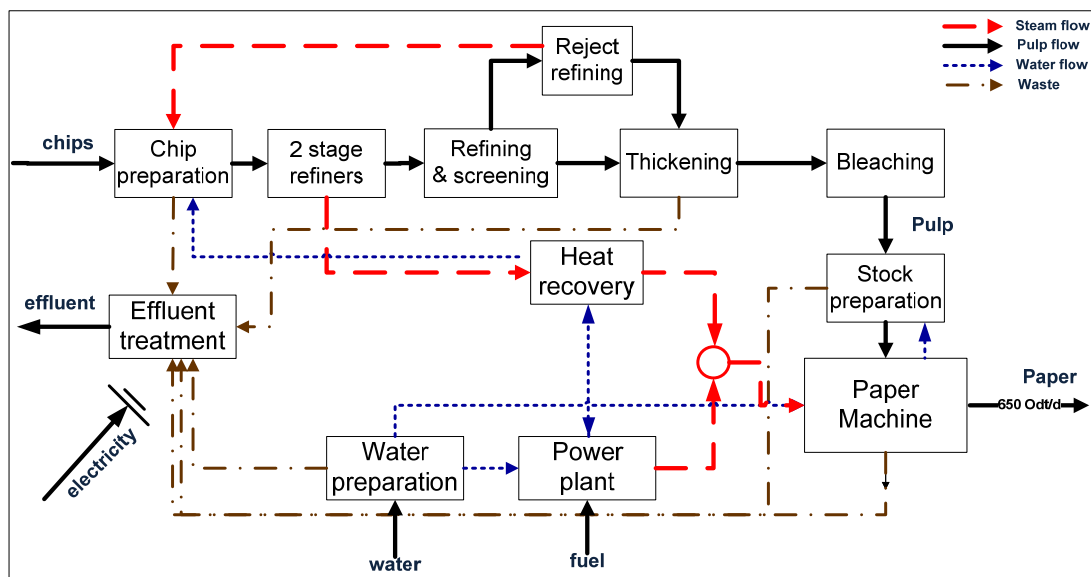 Steam flow
Pulp flow
Water flow
Waste
Reject
refining
chips
Chip
preparation
2 stage
refiners
Refining
& screening
Thickening
Bleaching
Pulp
Heat
recovery
Stock
preparation
effluent
Effluent
treatment
Paper
Machine
Paper
650 Odt/d
electricity
Water
preparation
Power
plant
water
fuel